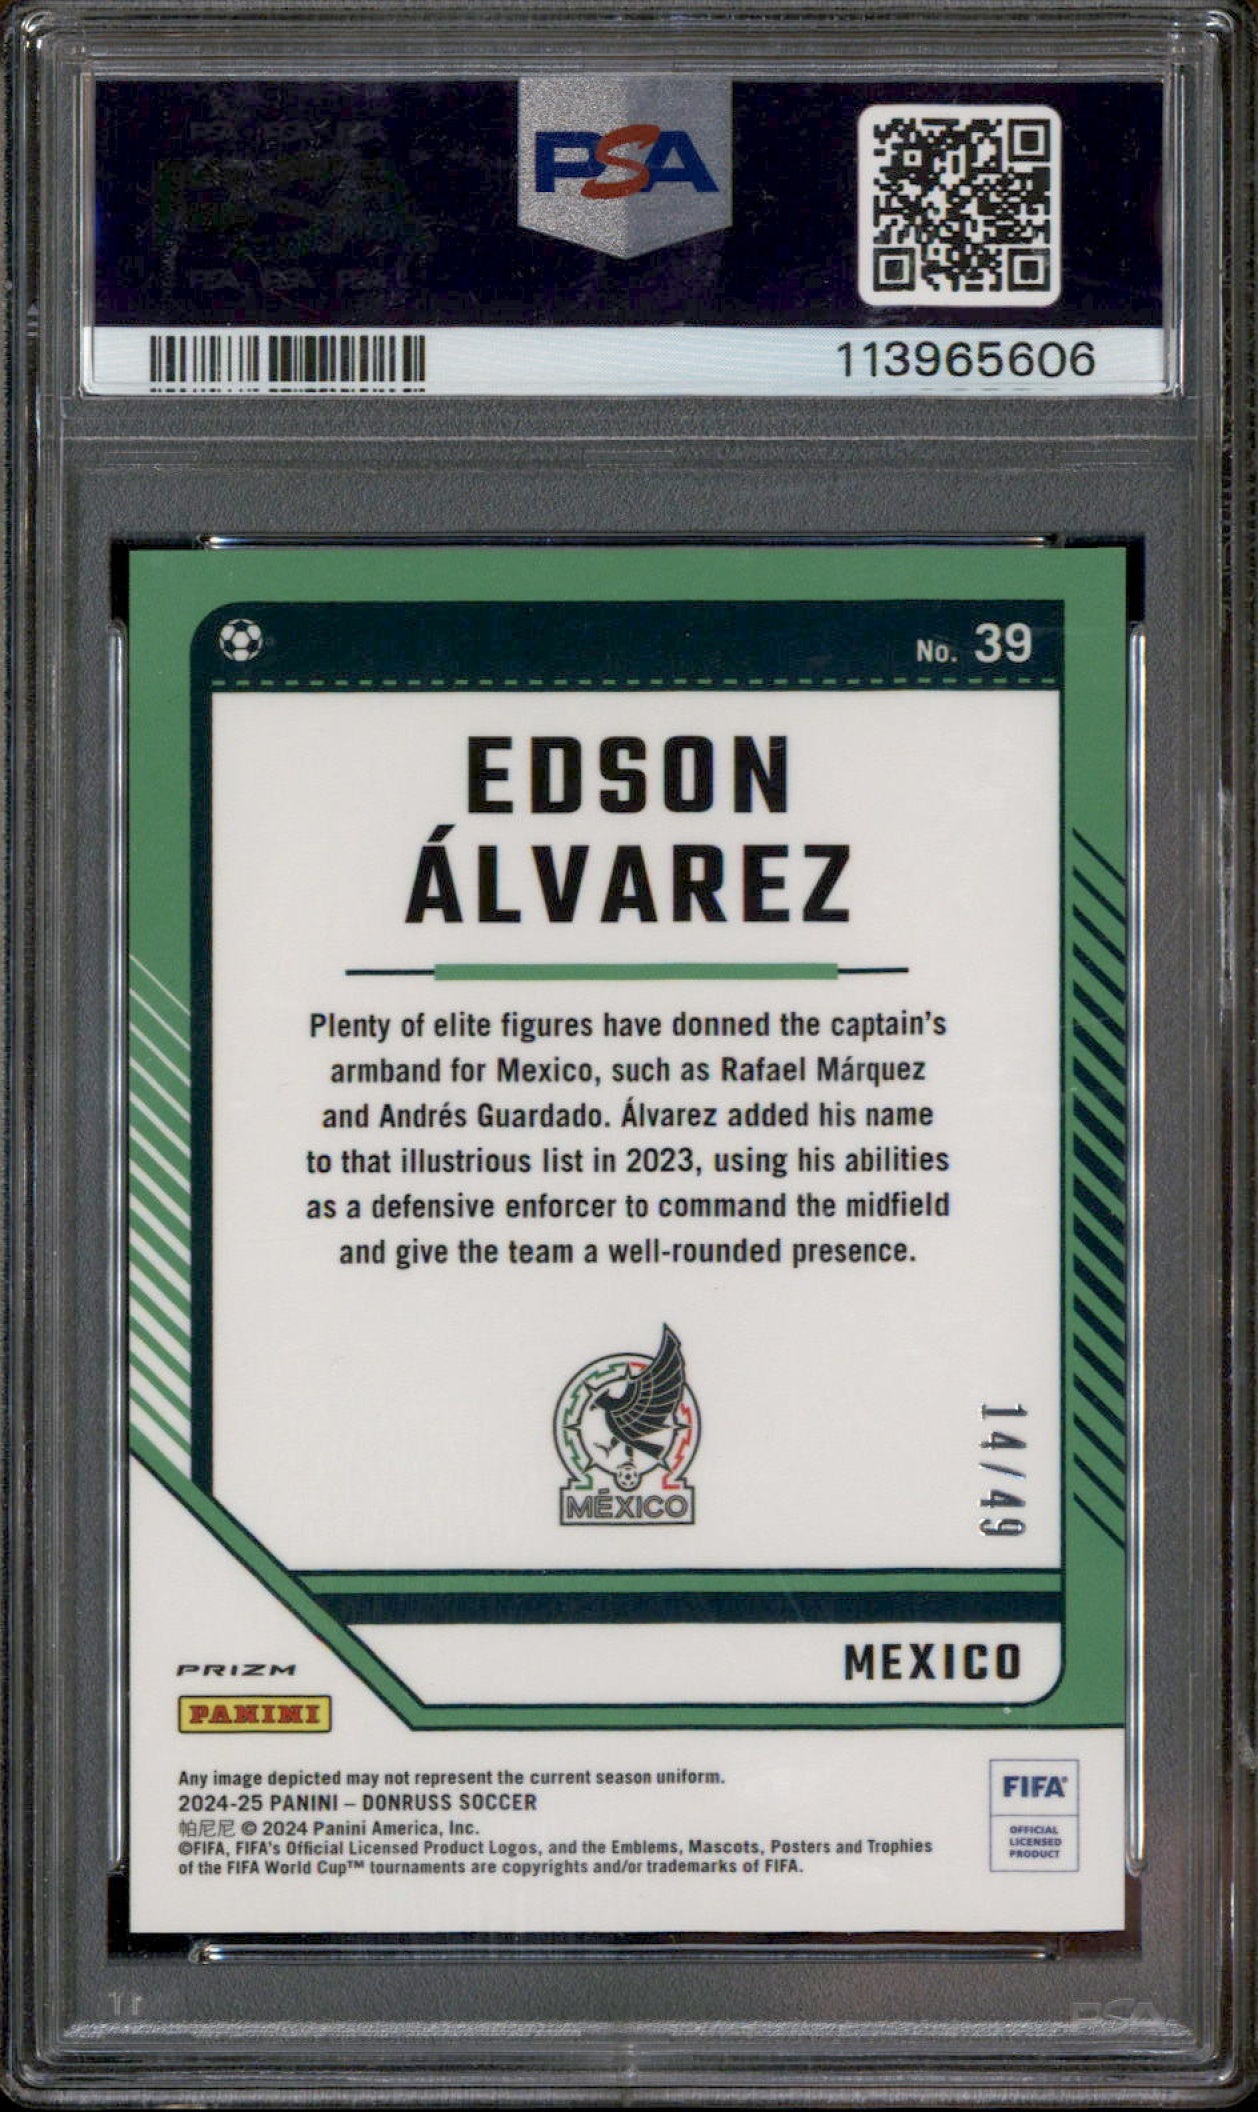 PSA
113965606
No. 39
EDSON
ÁLVAREZ
Plenty of elite figures have donned the captain's
armband for Mexico, such as Rafael Márquez
and Andrés Guardado. Álvarez added his name
to that illustrious list in 2023, using his abilities
as a defensive enforcer to command the midfield
and give the team a well-rounded presence.
MÉXICO
14/49
MEXICO
PRIZM
PANINI
Any image depicted may not represent the current season uniform.
2024-25 PANINI – DONRUSS SOCCER
帕尼尼 © 2024 Panini America, Inc.
©FIFA, FIFA's Official Licensed Product Logos, and the Emblems, Mascots, Posters and Trophies
of the FIFA World Cup™ tournaments are copyrights and/or trademarks of FIFA.
FIFA®
OFFICIAL
LICENSED
PRODUCT
PSA